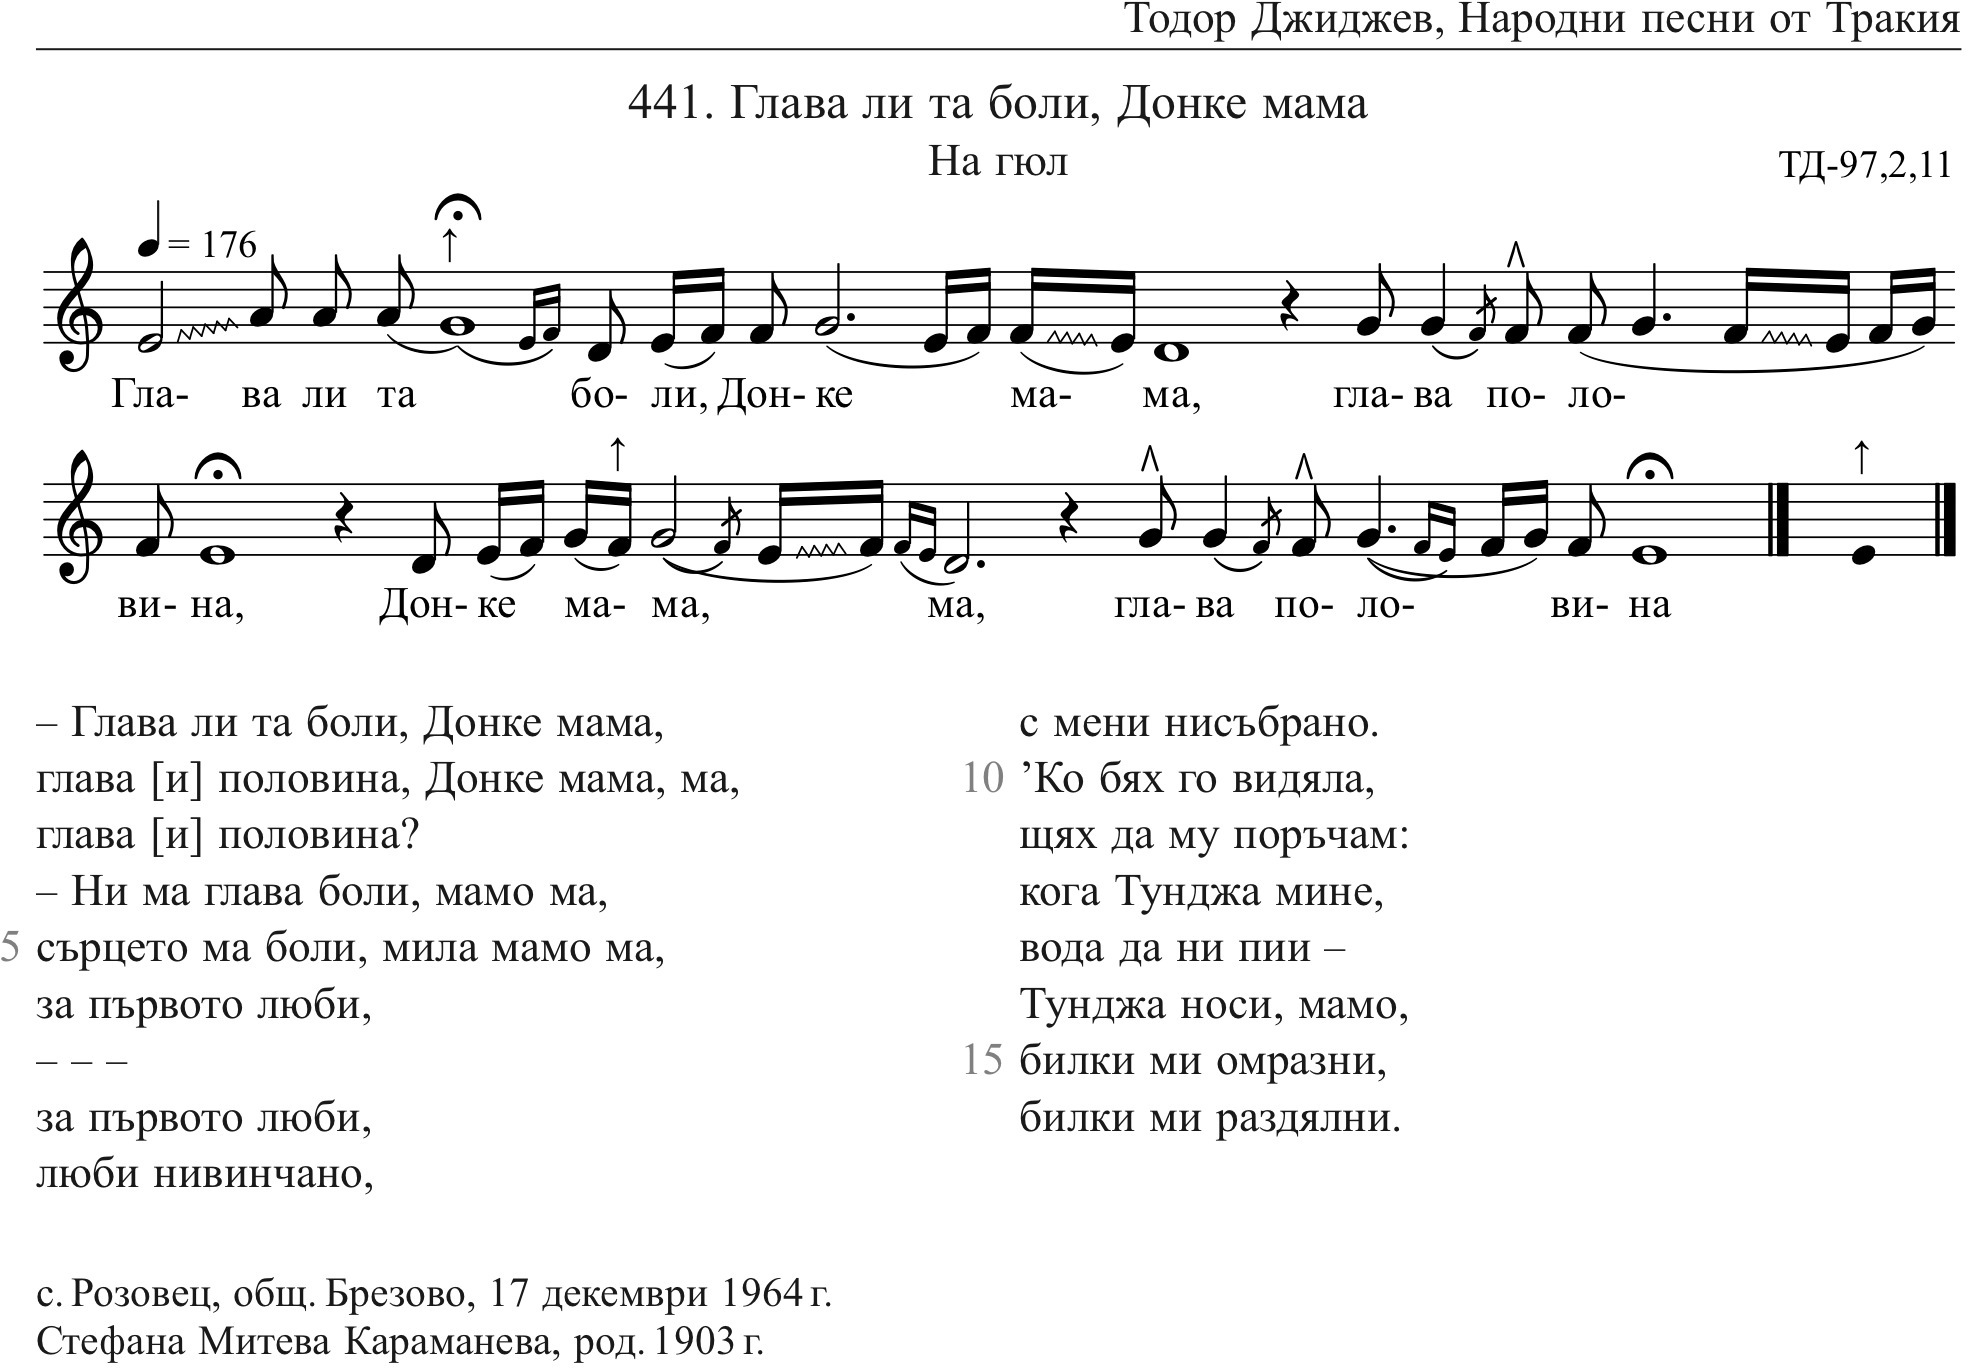 Тодор Джиджев, Народни песни от Тракия
441. Глава ли та боли, Донке мама
На гюл
ТД-97,2,11
= 176
Гла- ва ли та бо- ли, Дон- ке ма- ма, гла- ва по- ло-
ви- на, Дон- ке ма- ма, ма, гла- ва по- ло- ви- на
– Глава ли та боли, Донке мама,
глава [и] половина, Донке мама, ма,
глава [и] половина?
– Ни ма глава боли, мамо ма,
5 сърцето ма боли, мила мамо ма,
за първото люби,
– – –
за първото люби,
люби нивинчано,
с мени нисъбрано.
10 ’Ко бях го видяла,
щях да му поръчам:
кога Тунджа мине,
вода да ни пии –
Тунджа носи, мамо,
15 билки ми омразни,
билки ми раздялни.
с. Розовец, общ. Брезово, 17 декември 1964 г.
Стефана Митева Караманева, род. 1903 г.